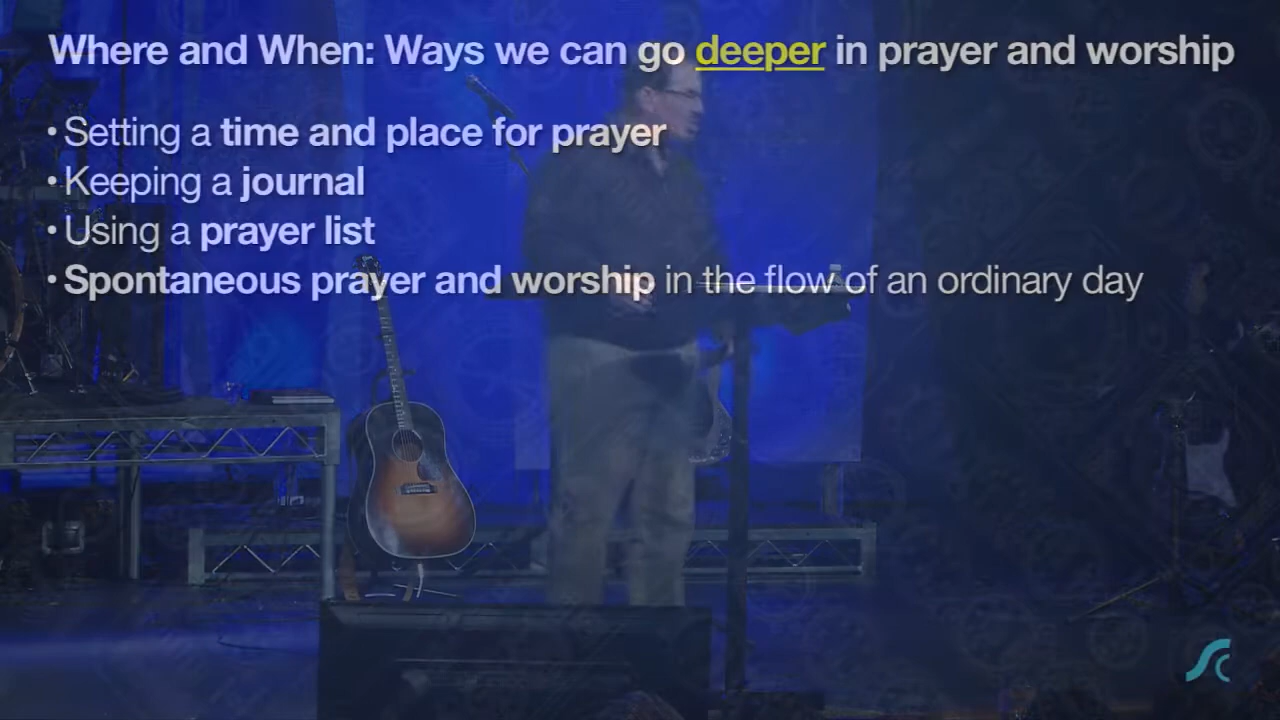 Where and When: Ways we can go deeper in prayer and worship
• Setting a time and place for prayer
• Keeping a journal
• Using a prayer list
• Spontaneous prayer and worship in the flow of an ordinary day